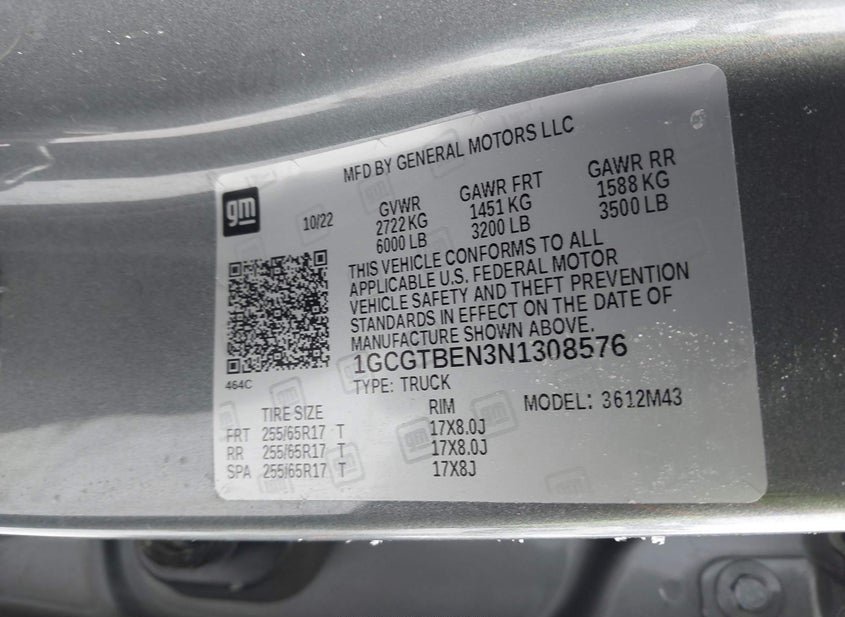 MFD BY GENERAL MOTORS LLC
gm
10/22
GVWR
2722 KG
6000 LB
GAWR FRT
1451 KG
3200 LB
GAWR RR
1588 KG
3500 LB
THIS VEHICLE CONFORMS TO ALL
APPLICABLE U.S. FEDERAL MOTOR
VEHICLE SAFETY AND THEFT PREVENTION
STANDARDS IN EFFECT ON THE DATE OF
MANUFACTURE SHOWN ABOVE.
1GCGTBEN3N1308576
464C
TYPE: TRUCK
MODEL: 3612M43
TIRE SIZE RIM
FRT 255/65R17 T 17X8.0J
RR 255/65R17 T 17X8.0J
SPA 255/65R17 T 17X8J